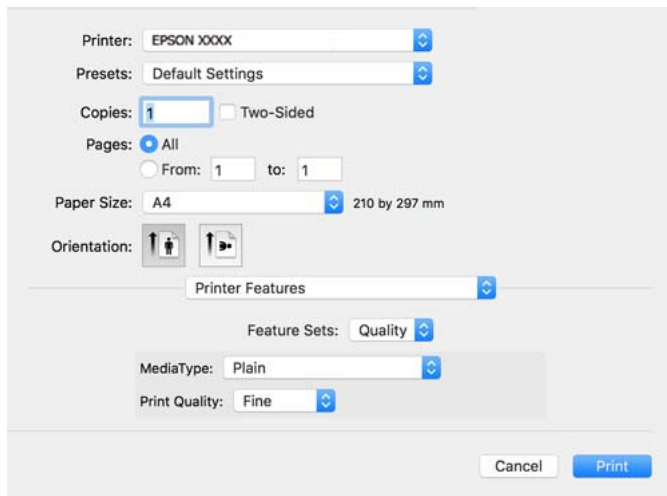 Printer: EPSON XXXX
Presets: Default Settings
Copies: 1 Two-Sided
Pages: All
From: 1 to: 1
Paper Size: A4 210 by 297 mm
Orientation:
Printer Features
Feature Sets: Quality
MediaType: Plain
Print Quality: Fine
Cancel Print